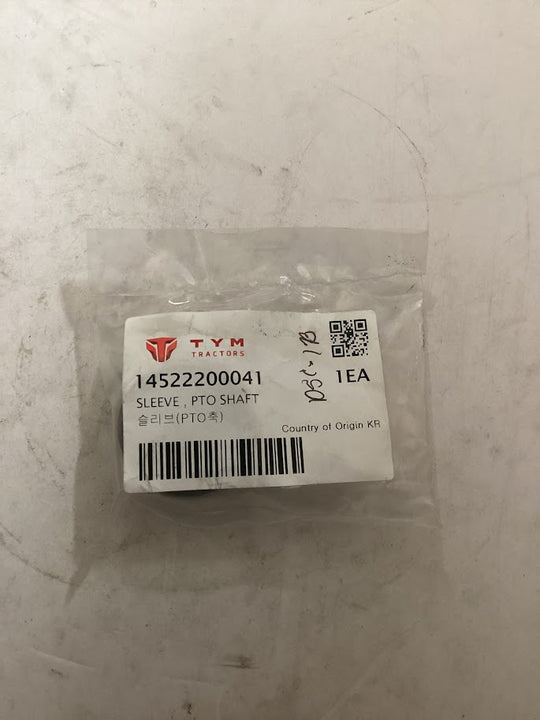 TYM
TRACTORS
14522200041
1EA
SLEEVE , PTO SHAFT
슬리브(PTO축)
Country of Origin KR